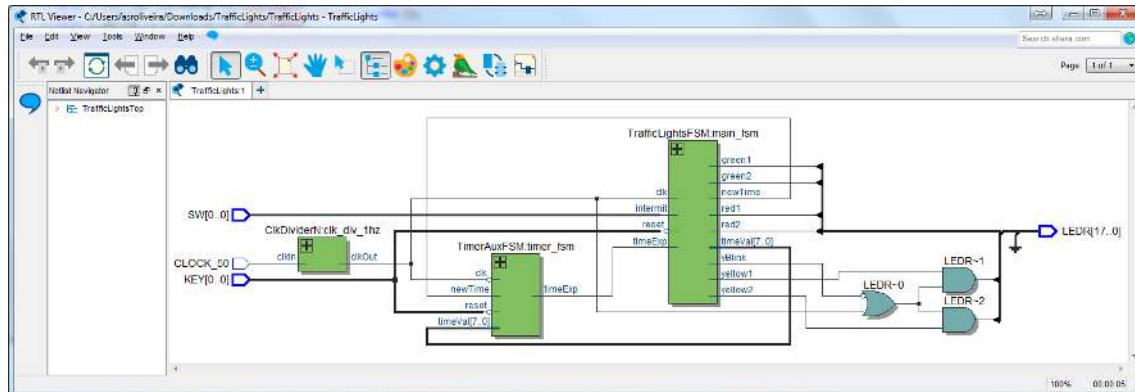 RTL Viewer - C:/Users/asroliveira/Downloads/TrafficLights/TrafficLights - TrafficLights
File Edit View Tools Window Help
Search altera.com
Page 1 of 1
Netlist Navigator
TrafficLights:1
TrafficLightsTop
TrafficLightsFSM:main_fsm
green1
green2
clk
newTime
SW[0..0]
intermit
red1
reset
red2
LEDR[17..0]
ClkDividerN:clk_div_1hz
timeExp
timeVal[7..0]
TimerAuxFSM:timer_fsm
yBlink
LEDR~1
CLOCK_50
clkIn
clkOut
yellow1
KEY[0..0]
clk
yellow2
LEDR~0
newTime
timeExp
LEDR~2
reset
timeVal[7..0]
100%
00:00:05